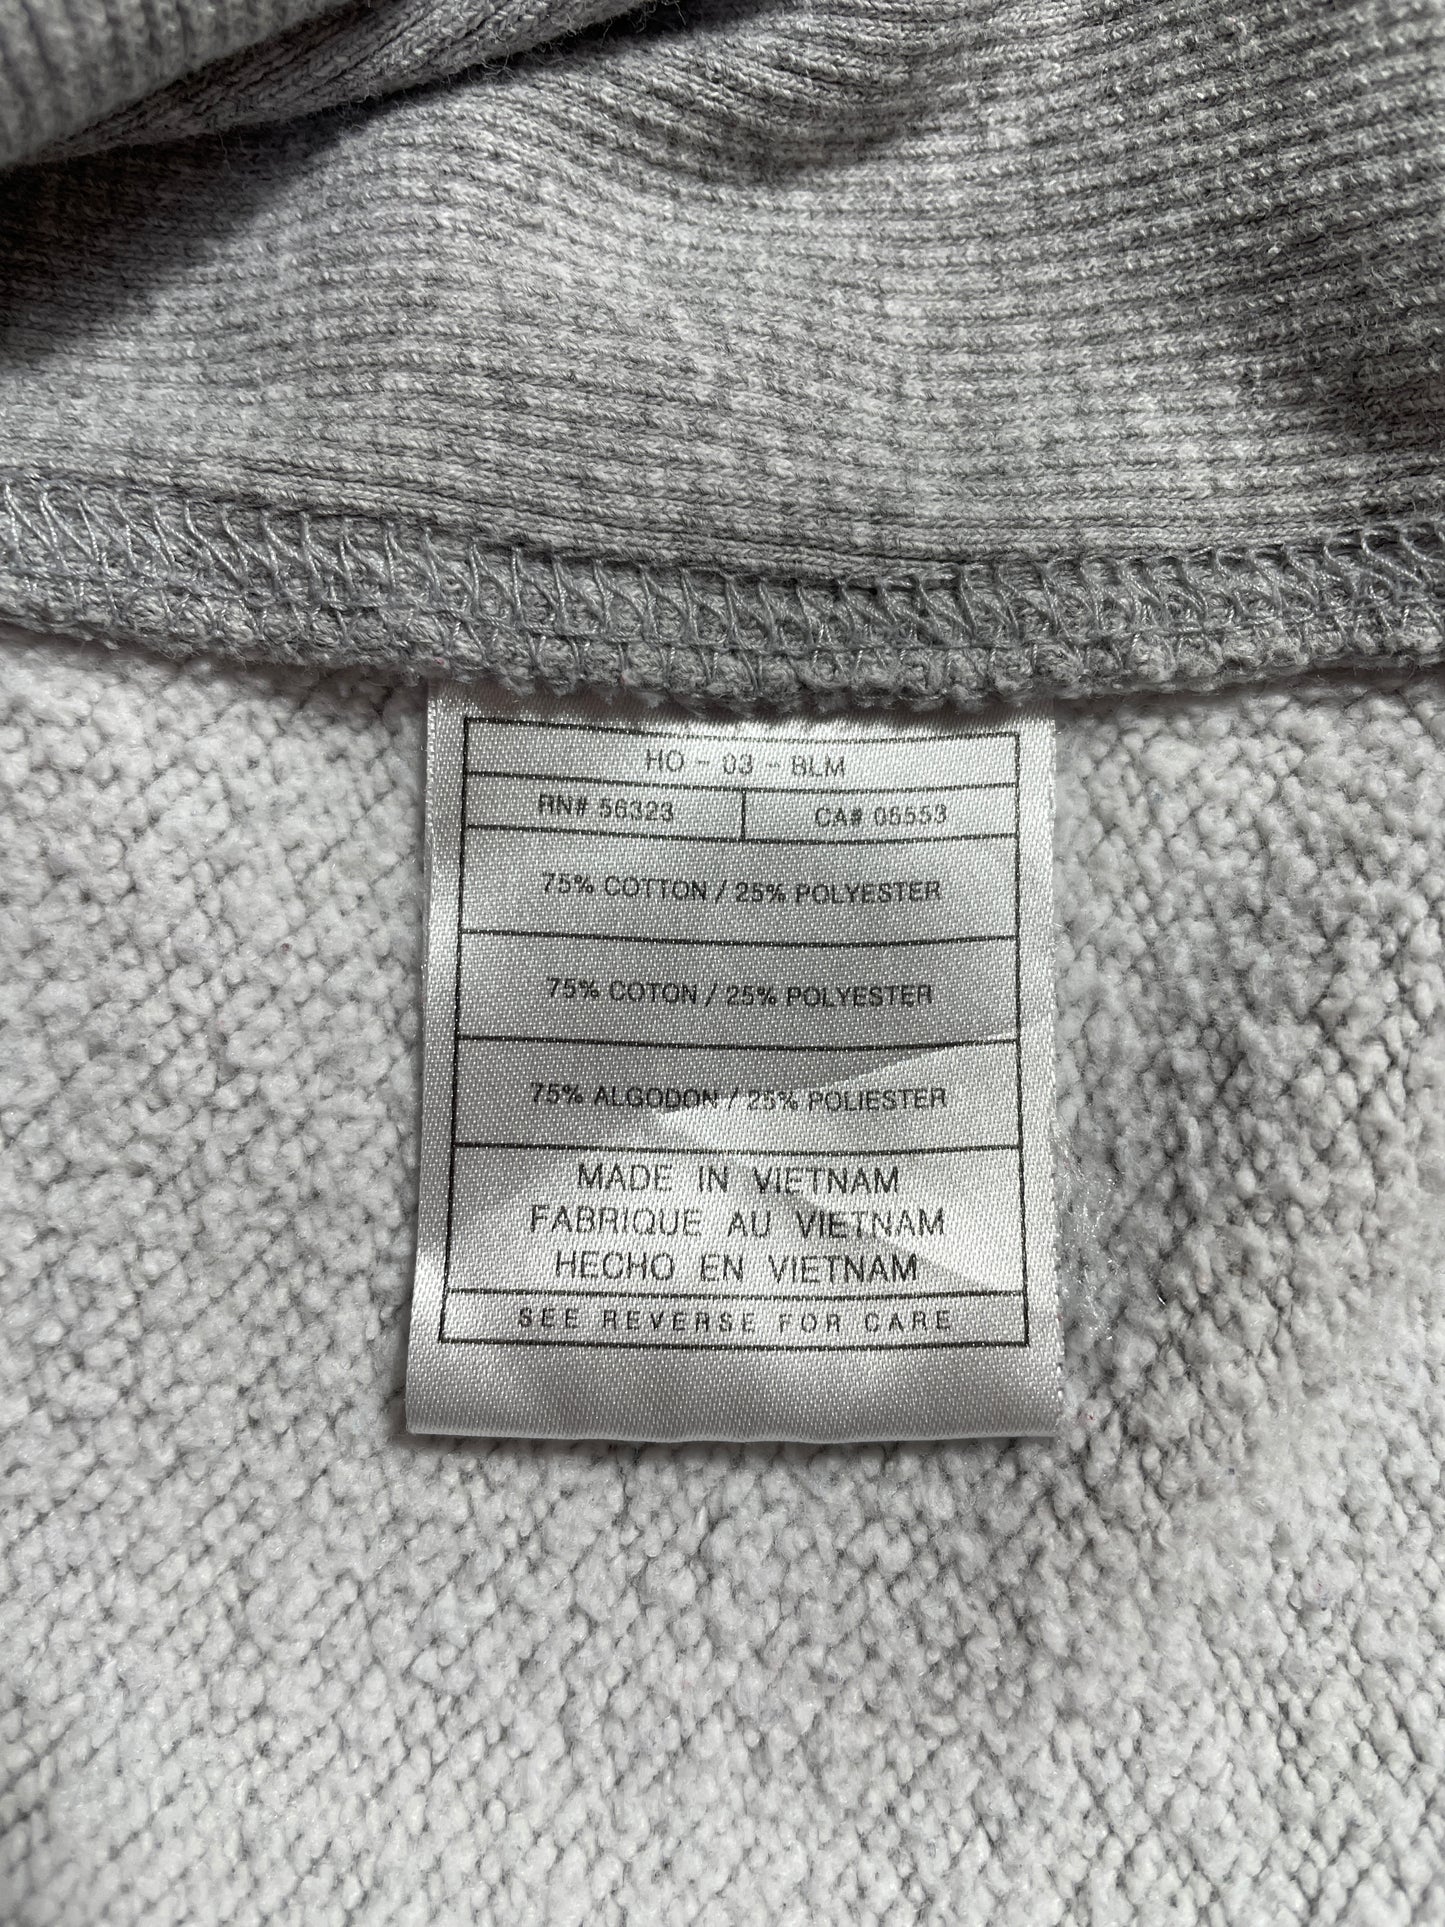 HO - 03 - BLM
RN# 56323 CA# 05553
75% COTTON / 25% POLYESTER
75% COTON / 25% POLYESTER
75% ALGODON / 25% POLIESTER
MADE IN VIETNAM
FABRIQUE AU VIETNAM
HECHO EN VIETNAM
SEE REVERSE FOR CARE